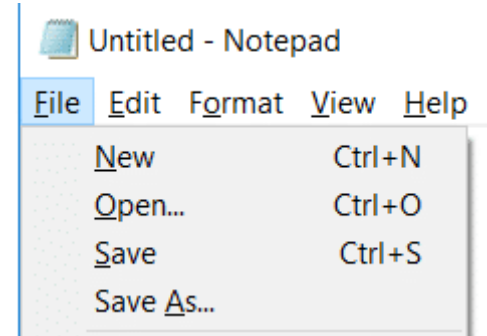 Untitled - Notepad
File Edit Format View Help
New Ctrl+N
Open... Ctrl+O
Save Ctrl+S
Save As...